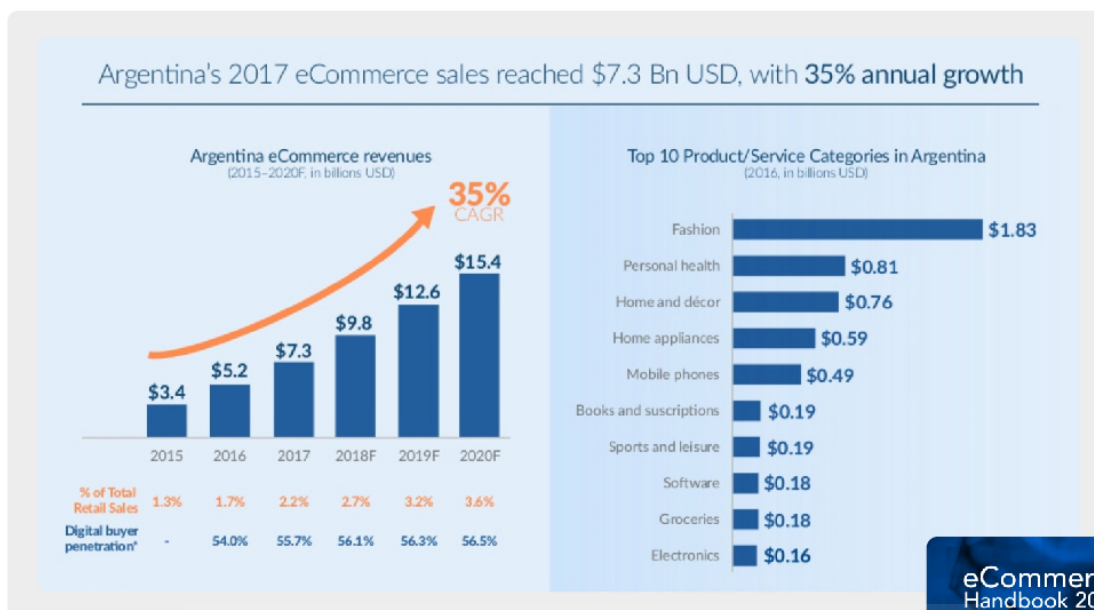 Argentina's 2017 eCommerce sales reached $7.3 Bn USD, with 35% annual growth
Argentina eCommerce revenues
(2015–2020F, in billions USD)
35%
CAGR
$3.4
$5.2
$7.3
$9.8
$12.6
$15.4
2015 2016 2017 2018F 2019F 2020F
% of Total
Retail Sales
1.3% 1.7% 2.2% 2.7% 3.2% 3.6%
Digital buyer
penetration*
- 54.0% 55.7% 56.1% 56.3% 56.5%
Top 10 Product/Service Categories in Argentina
(2016, in billions USD)
Fashion $1.83
Personal health $0.81
Home and décor $0.76
Home appliances $0.59
Mobile phones $0.49
Books and suscriptions $0.19
Sports and leisure $0.19
Software $0.18
Groceries $0.18
Electronics $0.16
eCommer
Handbook 20